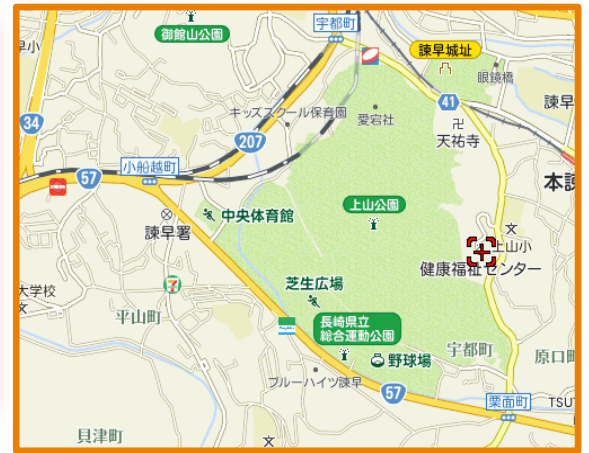 宇都町
御館山公園
諫早城址
早小
眼鏡橋
34
41
諫早
キッズスクール保育園
愛宕社
天祐寺
207
小船越町
57
本諫
上山公園
中央体育館
諫早署
上山小
健康福祉センター
大学校
芝生広場
平山町
長崎県立
総合運動公園
野球場
宇都町
原口町
ブルーハイツ諫早
57
栗面町
TSU
貝津町